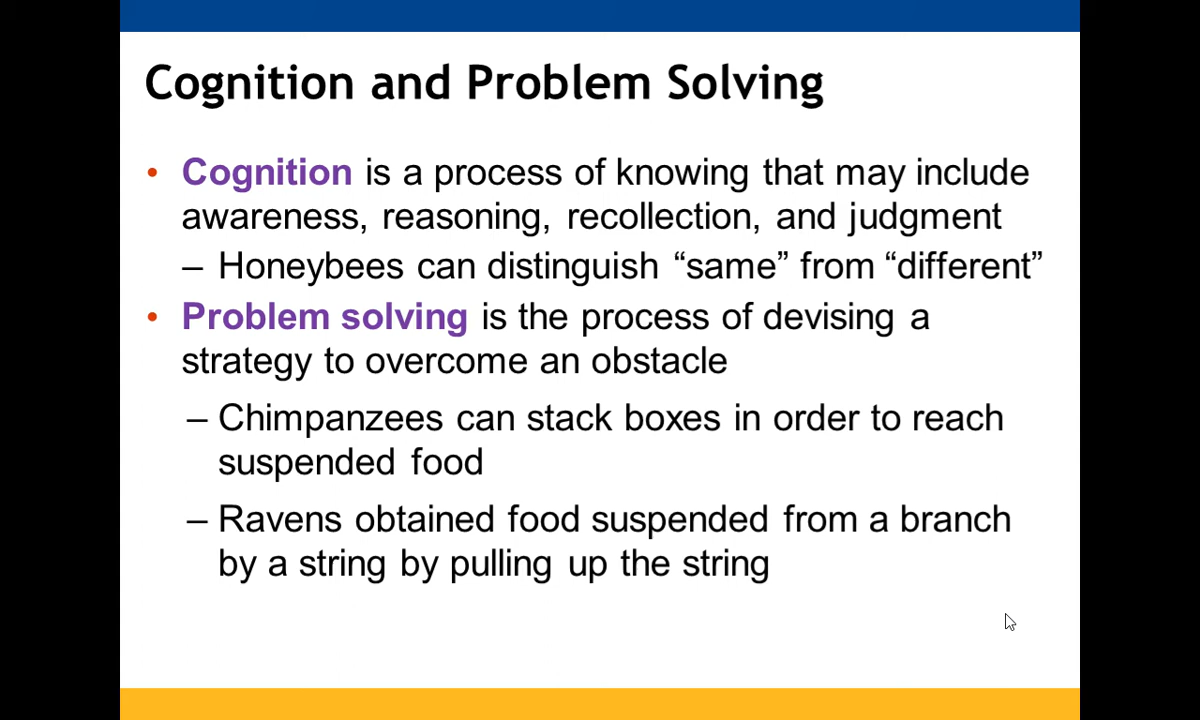 Cognition and Problem Solving
• Cognition is a process of knowing that may include
awareness, reasoning, recollection, and judgment
– Honeybees can distinguish “same” from “different”
• Problem solving is the process of devising a
strategy to overcome an obstacle
– Chimpanzees can stack boxes in order to reach
suspended food
– Ravens obtained food suspended from a branch
by a string by pulling up the string